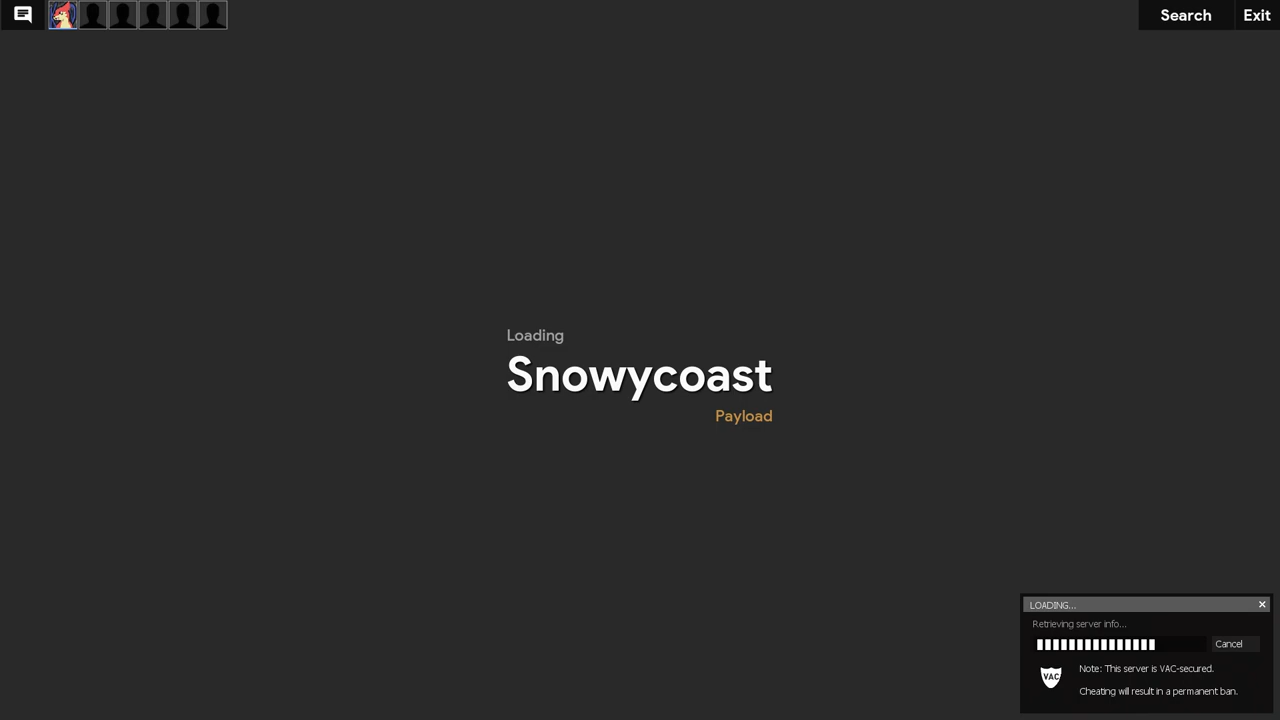 Search
Exit
Loading
Snowycoast
Payload
LOADING...
Retrieving server info...
Cancel
VAC
Note: This server is VAC-secured.
Cheating will result in a permanent ban.